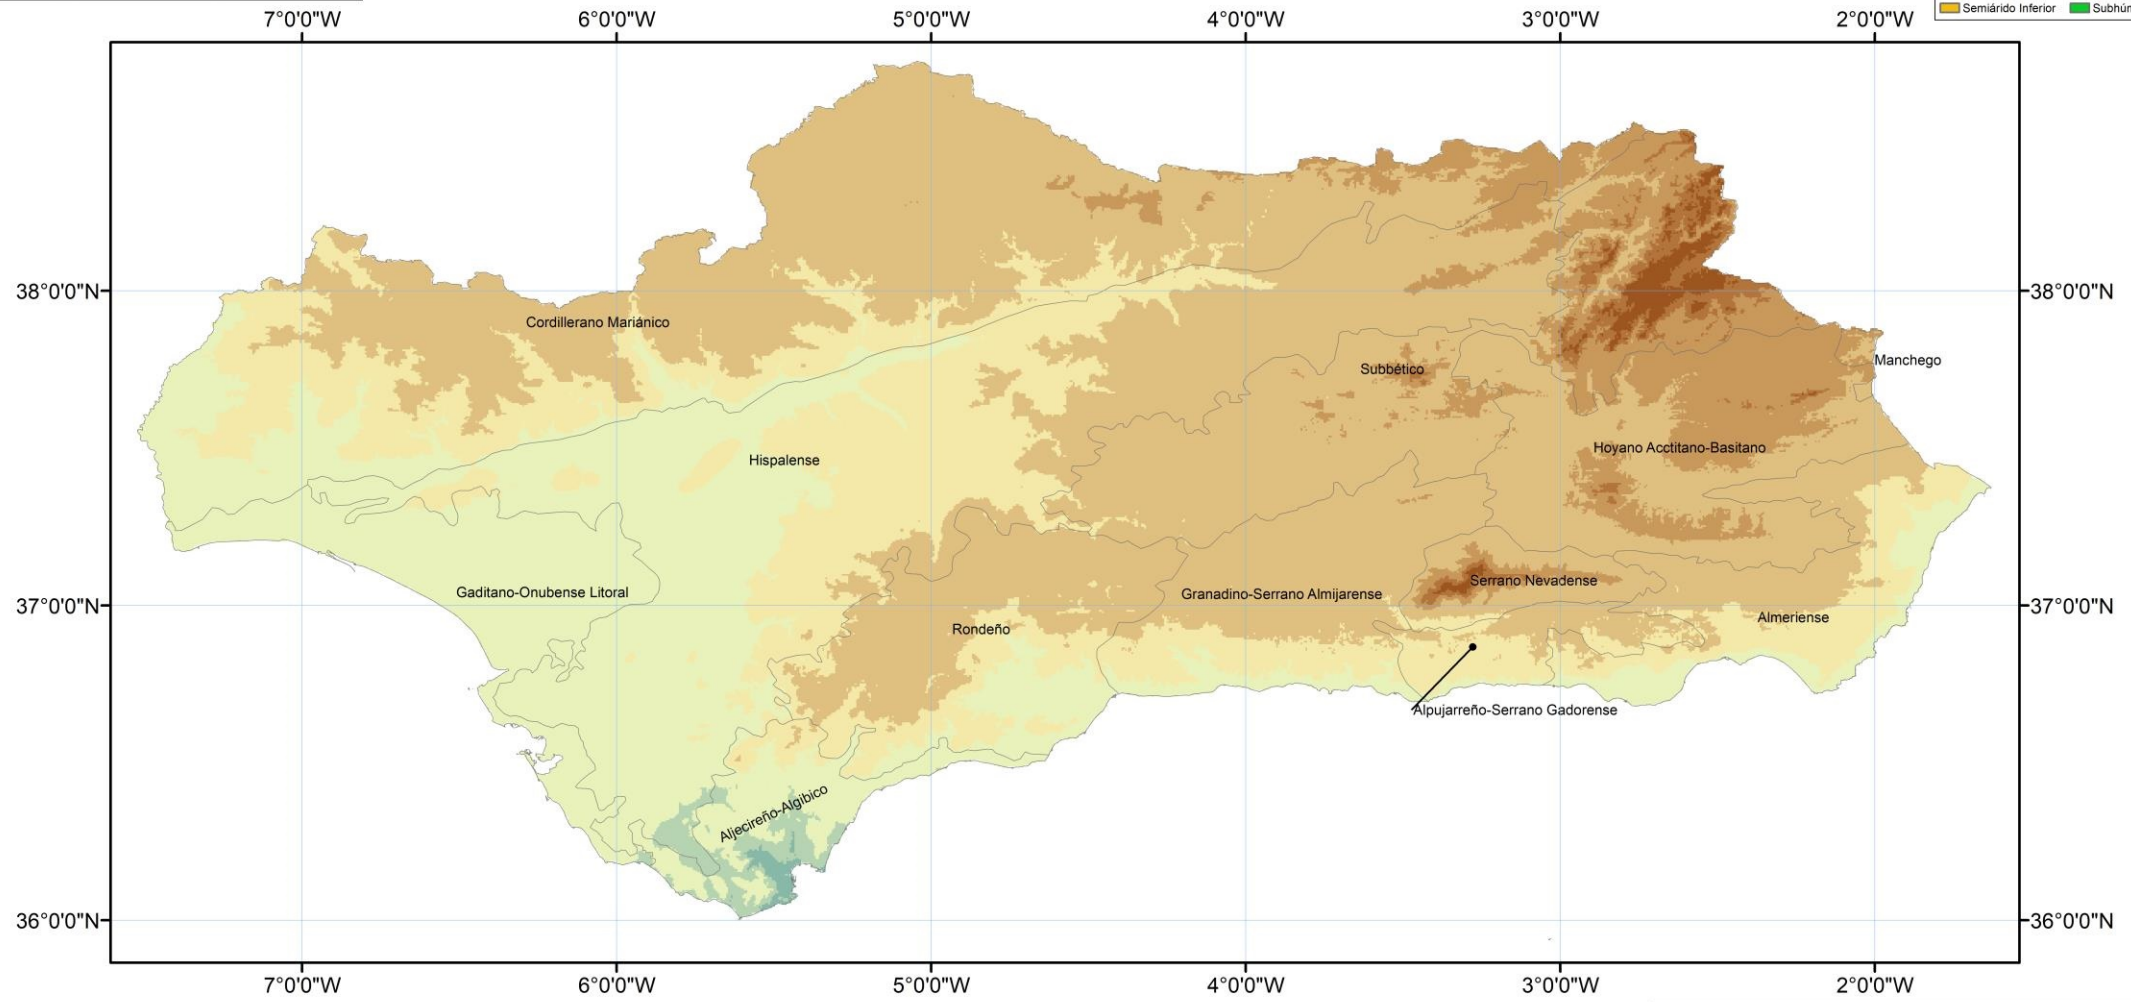 7°0'0"W 6°0'0"W 5°0'0"W 4°0'0"W 3°0'0"W 2°0'0"W
Semiárido Inferior
38°0'0"N 38°0'0"N
Cordillerano Mariánico
Manchego
Subbético
Hoyano Acctitano-Basitano
Hispalense
Serrano Nevadense
Gaditano-Onubense Litoral
Granadino-Serrano Almijarense
37°0'0"N 37°0'0"N
Almeriense
Rondeño
Alpujarreño-Serrano Gadorense
Aljecireño-Algibico
36°0'0"N 36°0'0"N
7°0'0"W 6°0'0"W 5°0'0"W 4°0'0"W 3°0'0"W 2°0'0"W